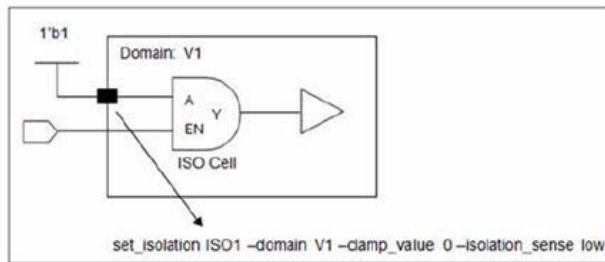 1'b1
Domain: V1
A
Y
EN
ISO Cell
set_isolation ISO1 –domain V1 –clamp_value 0 –isolation_sense low